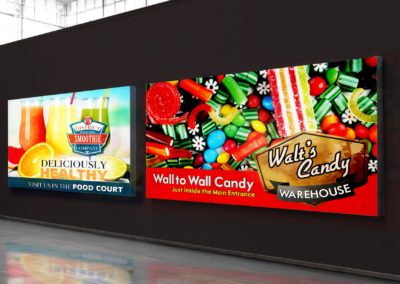 SMOOTHIE
COMPANY
DELICIOUSLY
HEALTHY
VISIT US IN THE FOOD COURT
Wall to Wall Candy
Just inside the Main Entrance
Walt's
Candy
WAREHOUSE